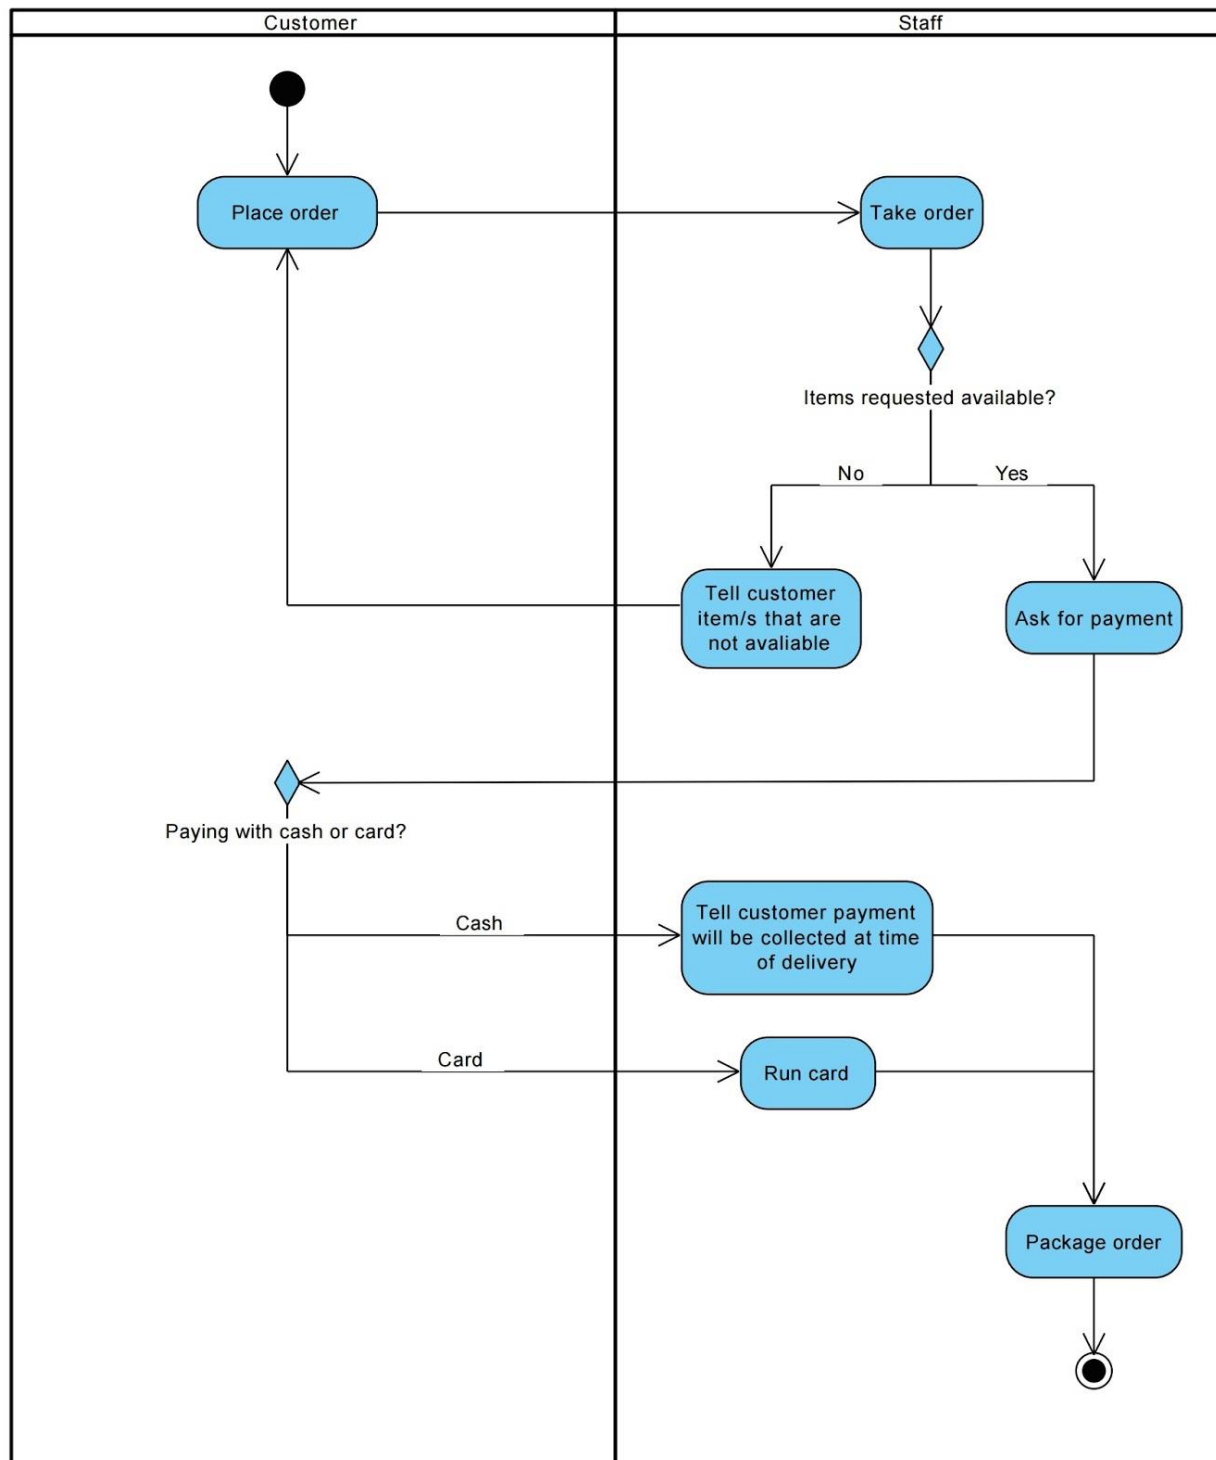 Customer
Staff
Place order
Take order
Items requested available?
No
Yes
Tell customer
item/s that are
not avaliable
Ask for payment
Paying with cash or card?
Cash
Tell customer payment
will be collected at time
of delivery
Card
Run card
Package order